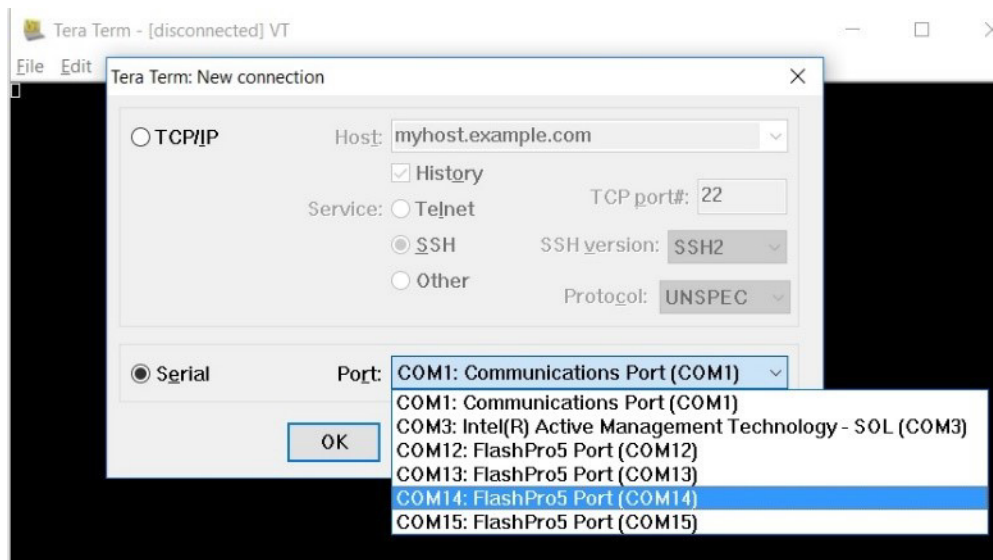 Tera Term - [disconnected] VT
File Edit
Tera Term: New connection
TCP/IP Host: myhost.example.com
History
Service: Telnet TCP port#: 22
SSH SSH version: SSH2
Other Protocol: UNSPEC
Serial Port: COM1: Communications Port (COM1)
COM1: Communications Port (COM1)
COM3: Intel(R) Active Management Technology - SOL (COM3)
OK COM12: FlashPro5 Port (COM12)
COM13: FlashPro5 Port (COM13)
COM14: FlashPro5 Port (COM14)
COM15: FlashPro5 Port (COM15)